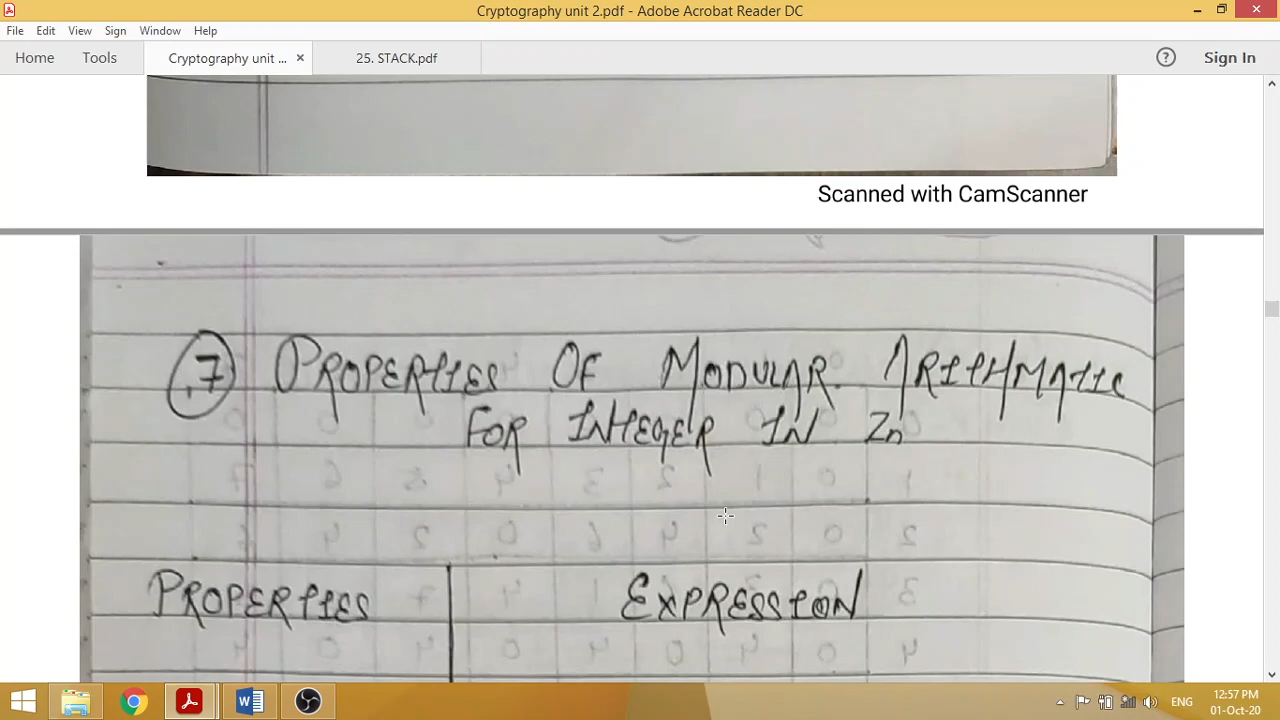 Cryptography unit 2.pdf - Adobe Acrobat Reader DC
File Edit View Sign Window Help
Home Tools Cryptography unit ... × 25. STACK.pdf ? Sign In
Scanned with CamScanner
.7 PROPERTIES OF MODULAR ARITHMATIC
FOR INTEGER IN Zn
PROPERTIES EXPRESSION
ENG 12:57 PM
01-Oct-20